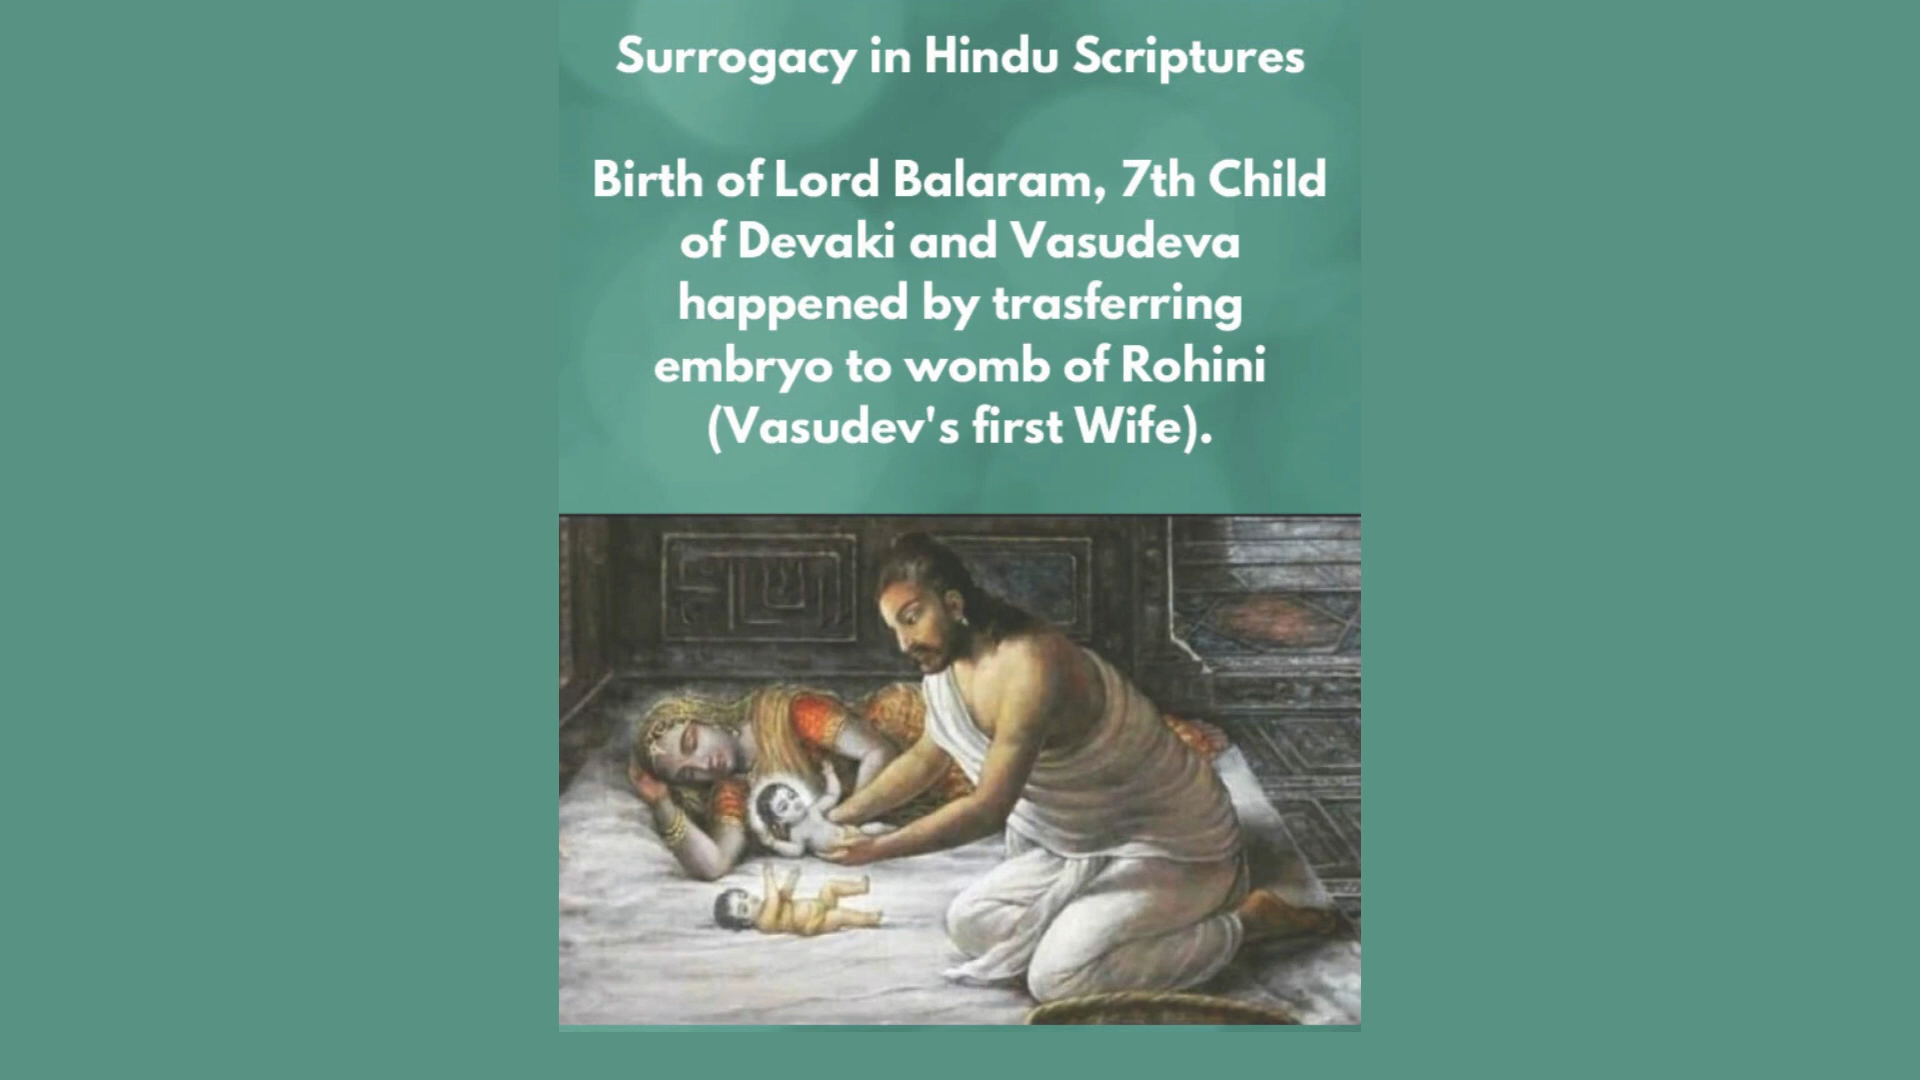 Surrogacy in Hindu Scriptures
Birth of Lord Balaram, 7th Child
of Devaki and Vasudeva
happened by trasferring
embryo to womb of Rohini
(Vasudev's first Wife).